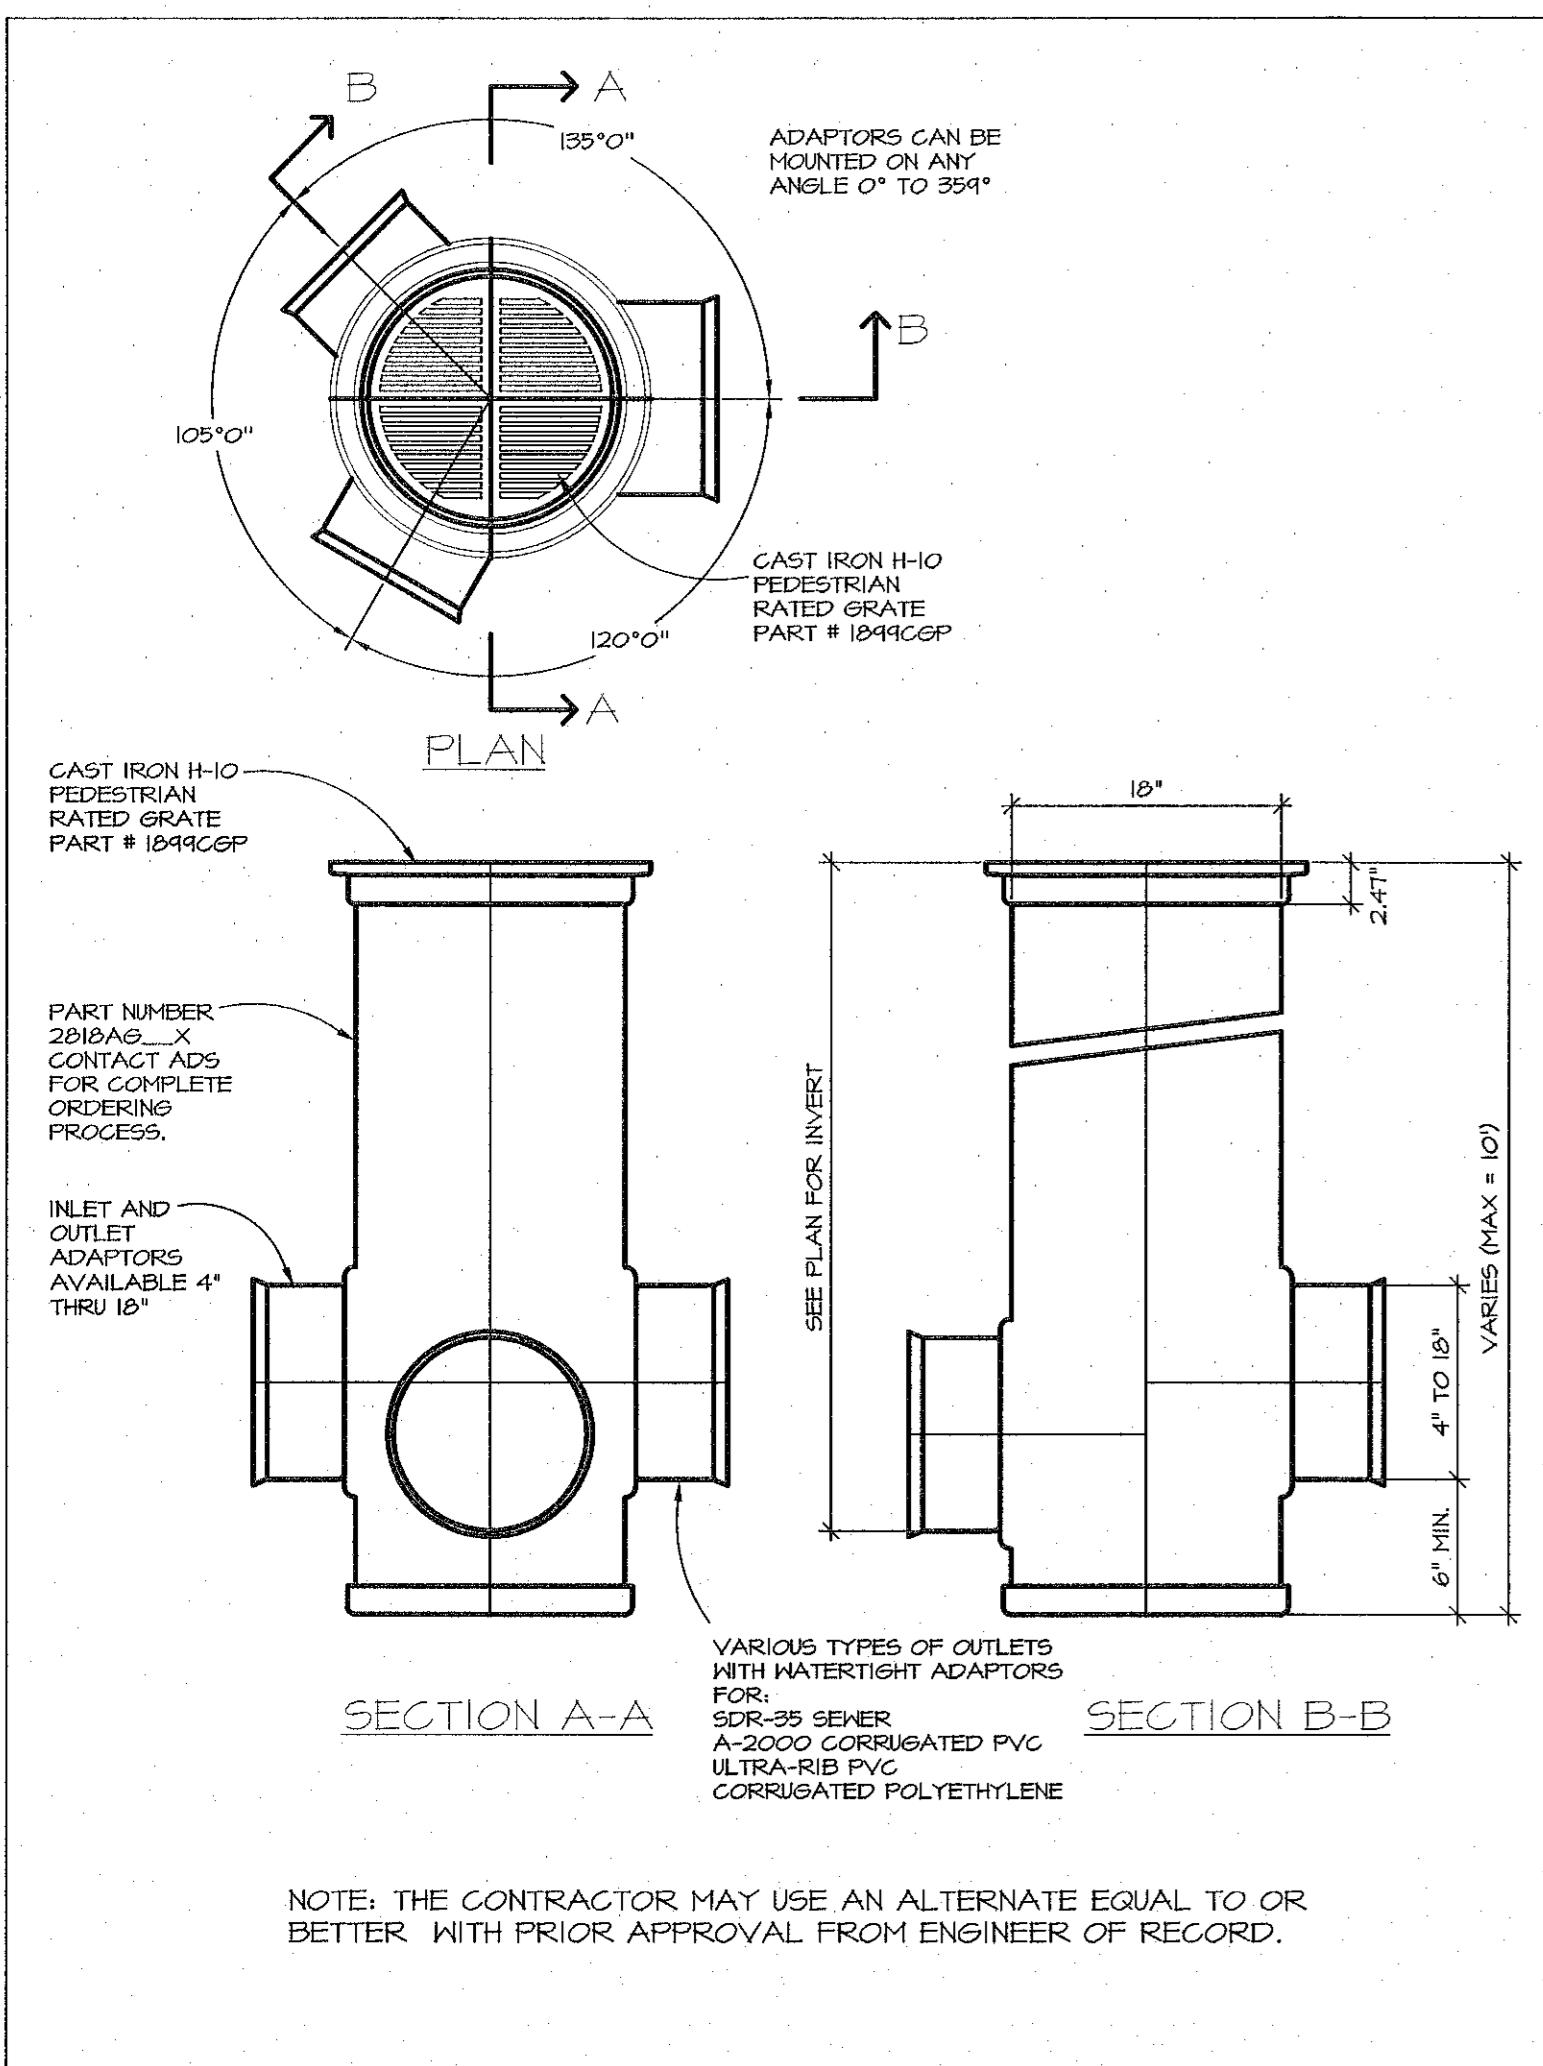 B
A
135°0"
ADAPTORS CAN BE
MOUNTED ON ANY
ANGLE 0° TO 359°
B
105°0"
CAST IRON H-10
PEDESTRIAN
RATED GRATE
PART # 1899CGP
120°0"
A
PLAN
CAST IRON H-10
PEDESTRIAN
RATED GRATE
PART # 1899CGP
18"
2.47"
PART NUMBER
2818AG__X
CONTACT ADS
FOR COMPLETE
ORDERING
PROCESS.
SEE PLAN FOR INVERT
VARIES (MAX = 10')
INLET AND
OUTLET
ADAPTORS
AVAILABLE 4"
THRU 18"
4" TO 18"
6" MIN.
VARIOUS TYPES OF OUTLETS
WITH WATERTIGHT ADAPTORS
FOR:
SDR-35 SEWER
A-2000 CORRUGATED PVC
ULTRA-RIB PVC
CORRUGATED POLYETHYLENE
SECTION A-A
SECTION B-B
NOTE: THE CONTRACTOR MAY USE AN ALTERNATE EQUAL TO OR
BETTER WITH PRIOR APPROVAL FROM ENGINEER OF RECORD.